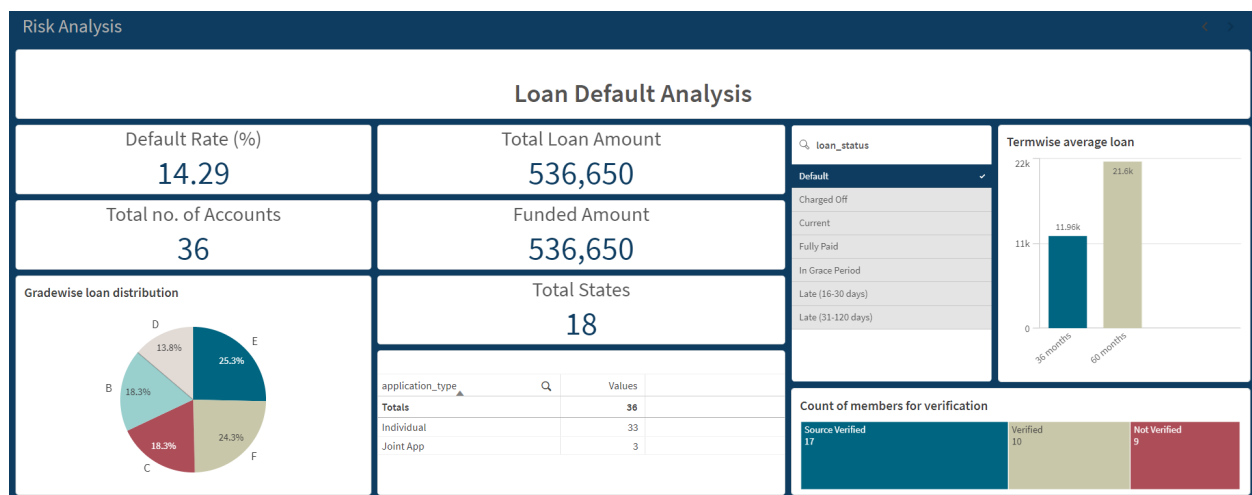 Risk Analysis
Loan Default Analysis
Default Rate (%)
14.29
Total Loan Amount
536,650
Total no. of Accounts
36
Funded Amount
536,650
Total States
18
loan_status
Default
Charged Off
Current
Fully Paid
In Grace Period
Late (16-30 days)
Late (31-120 days)
Termwise average loan
22k
11k
0
11.96k
21.6k
36 months
60 months
Gradewise loan distribution
D
E
B
C
F
13.8%
25.3%
18.3%
18.3%
24.3%
application_type Values
Totals 36
Individual 33
Joint App 3
Count of members for verification
Source Verified
17
Verified
10
Not Verified
9